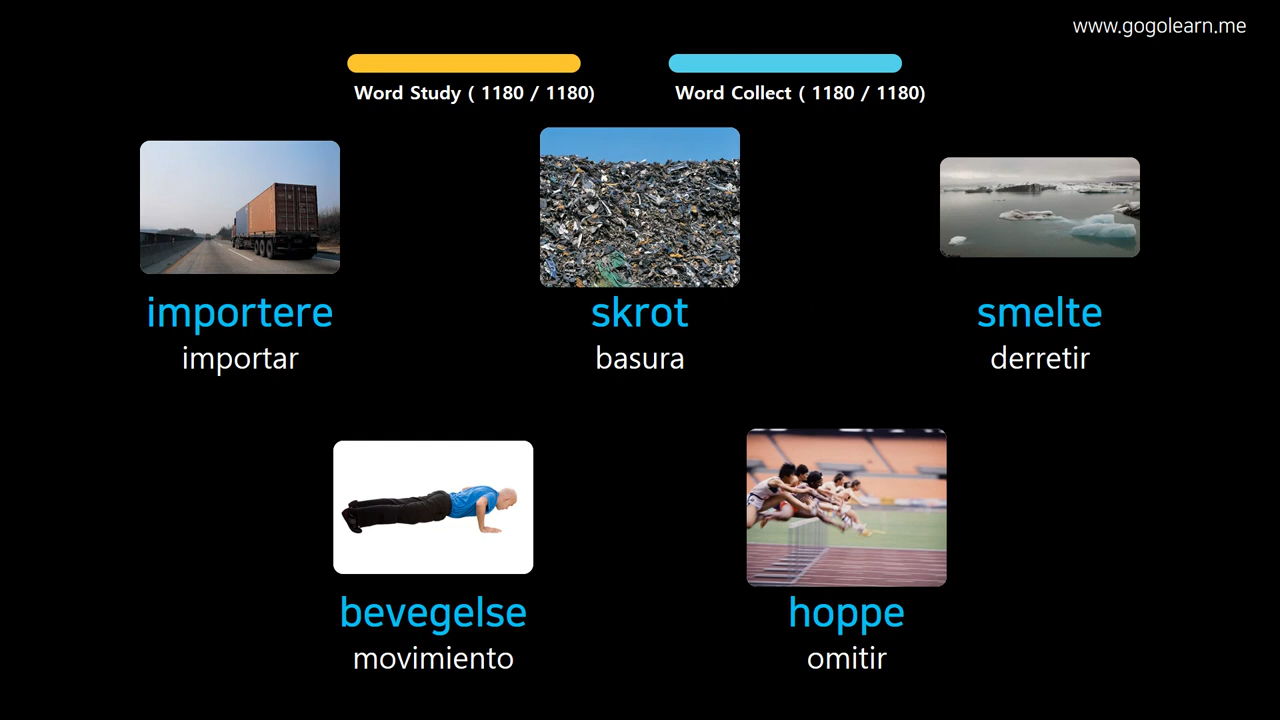 www.gogolearn.me
Word Study ( 1180 / 1180)
Word Collect ( 1180 / 1180)
importere
importar
skrot
basura
smelte
derretir
bevegelse
movimiento
hoppe
omitir